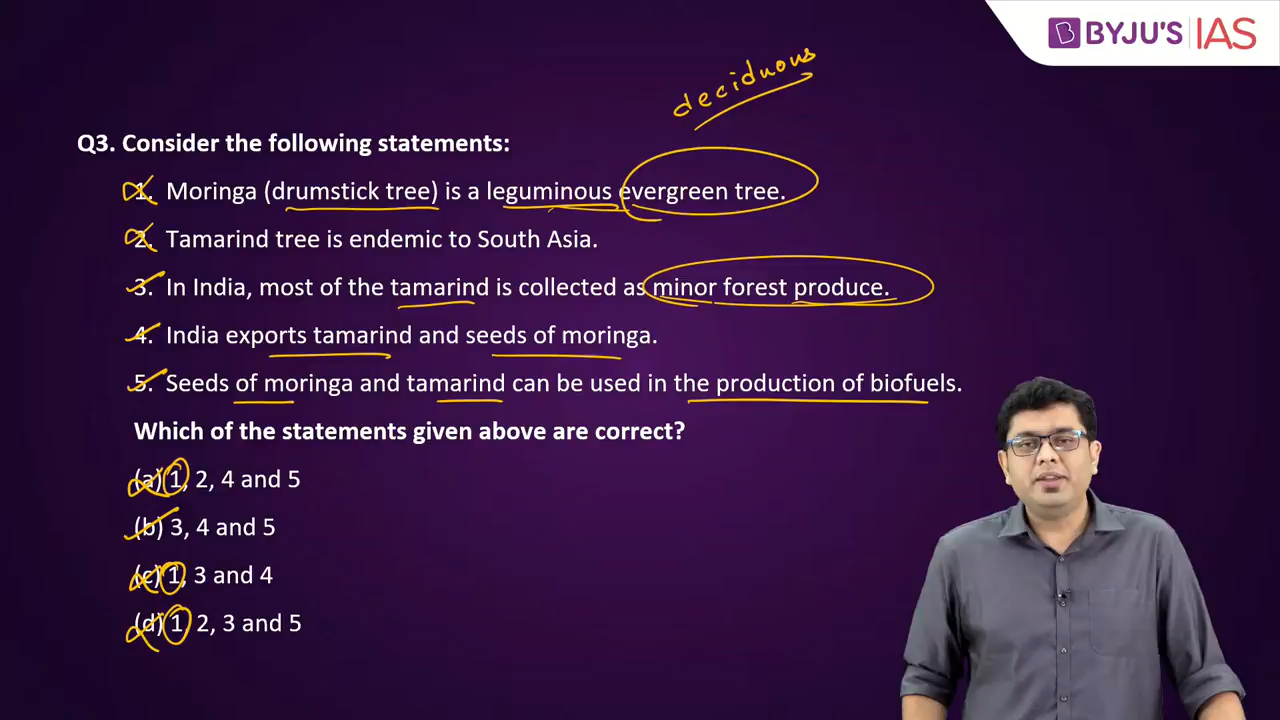 BYJU'S IAS
deciduous
Q3. Consider the following statements:
1. Moringa (drumstick tree) is a leguminous evergreen tree.
2. Tamarind tree is endemic to South Asia.
3. In India, most of the tamarind is collected as minor forest produce.
4. India exports tamarind and seeds of moringa.
5. Seeds of moringa and tamarind can be used in the production of biofuels.
Which of the statements given above are correct?
(a) 1, 2, 4 and 5
(b) 3, 4 and 5
(c) 1, 3 and 4
(d) 1, 2, 3 and 5